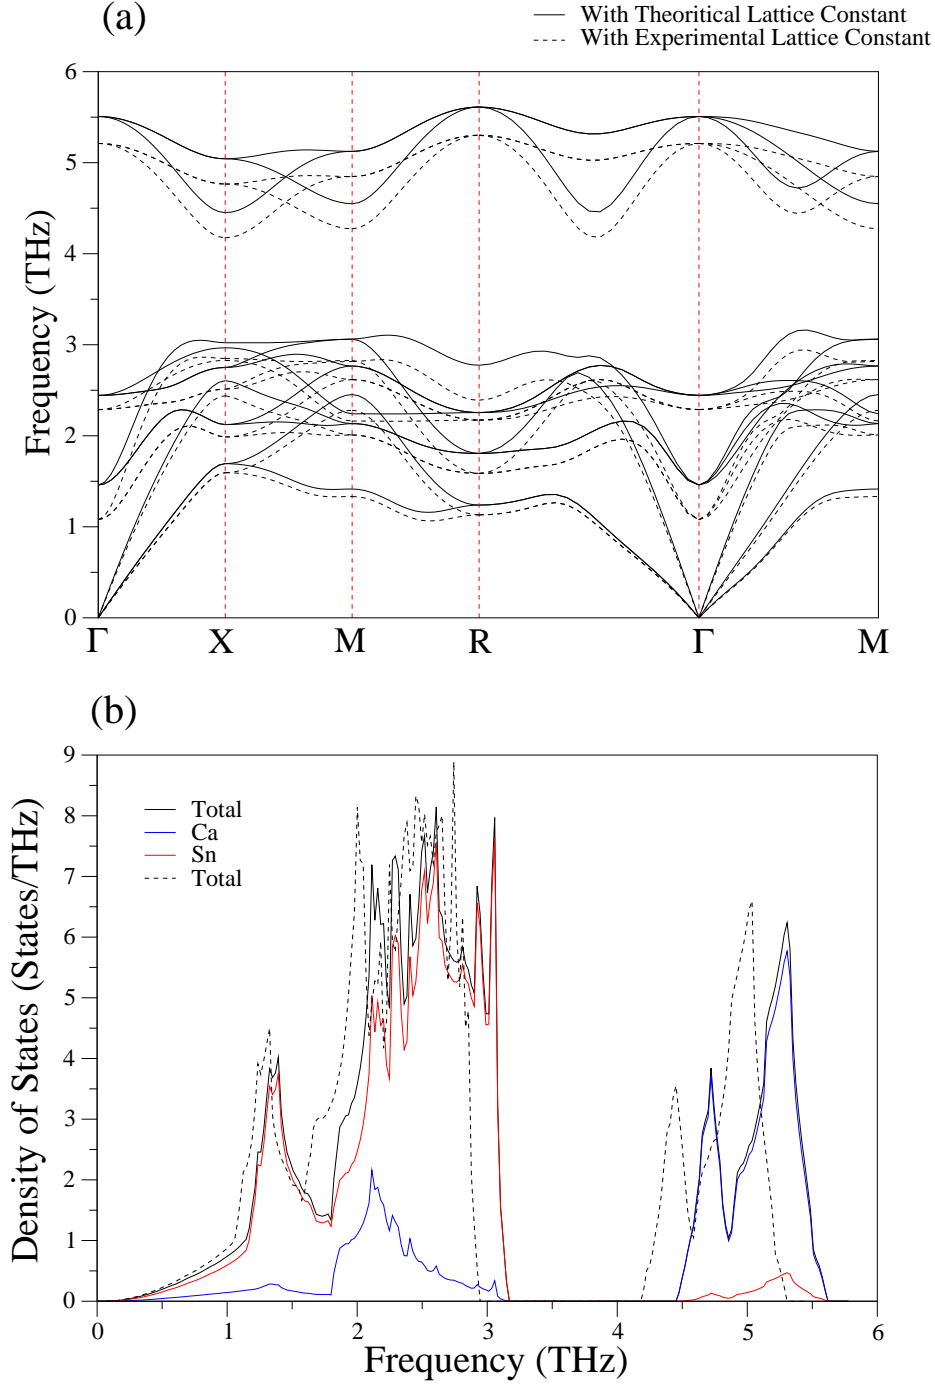 (a)
With Theoritical Lattice Constant
With Experimental Lattice Constant
6
5
4
3
2
1
0
Frequency (THz)
Γ X M R Γ M
(b)
9
8
7
6
5
4
3
2
1
0
Density of States (States/THz)
Total
Ca
Sn
Total
0 1 2 3 4 5 6
Frequency (THz)